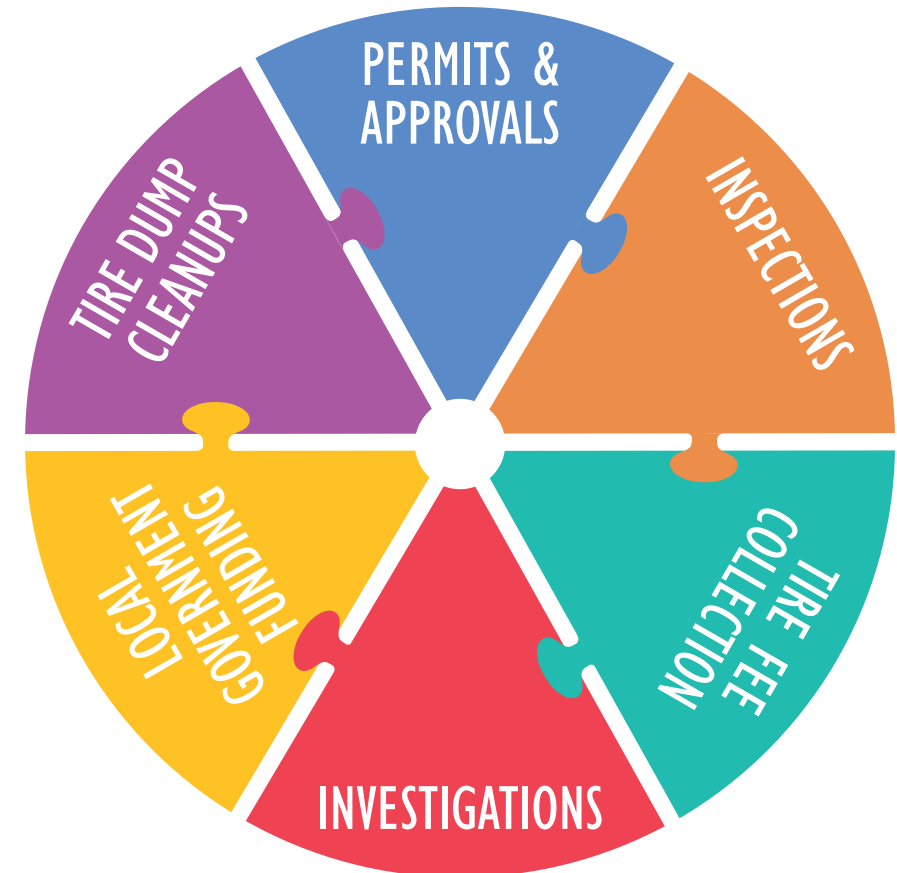 PERMITS &
APPROVALS
INSPECTIONS
TIRE FEE
COLLECTION
INVESTIGATIONS
LOCAL
GOVERNMENT
FUNDING
TIRE DUMP
CLEANUPS